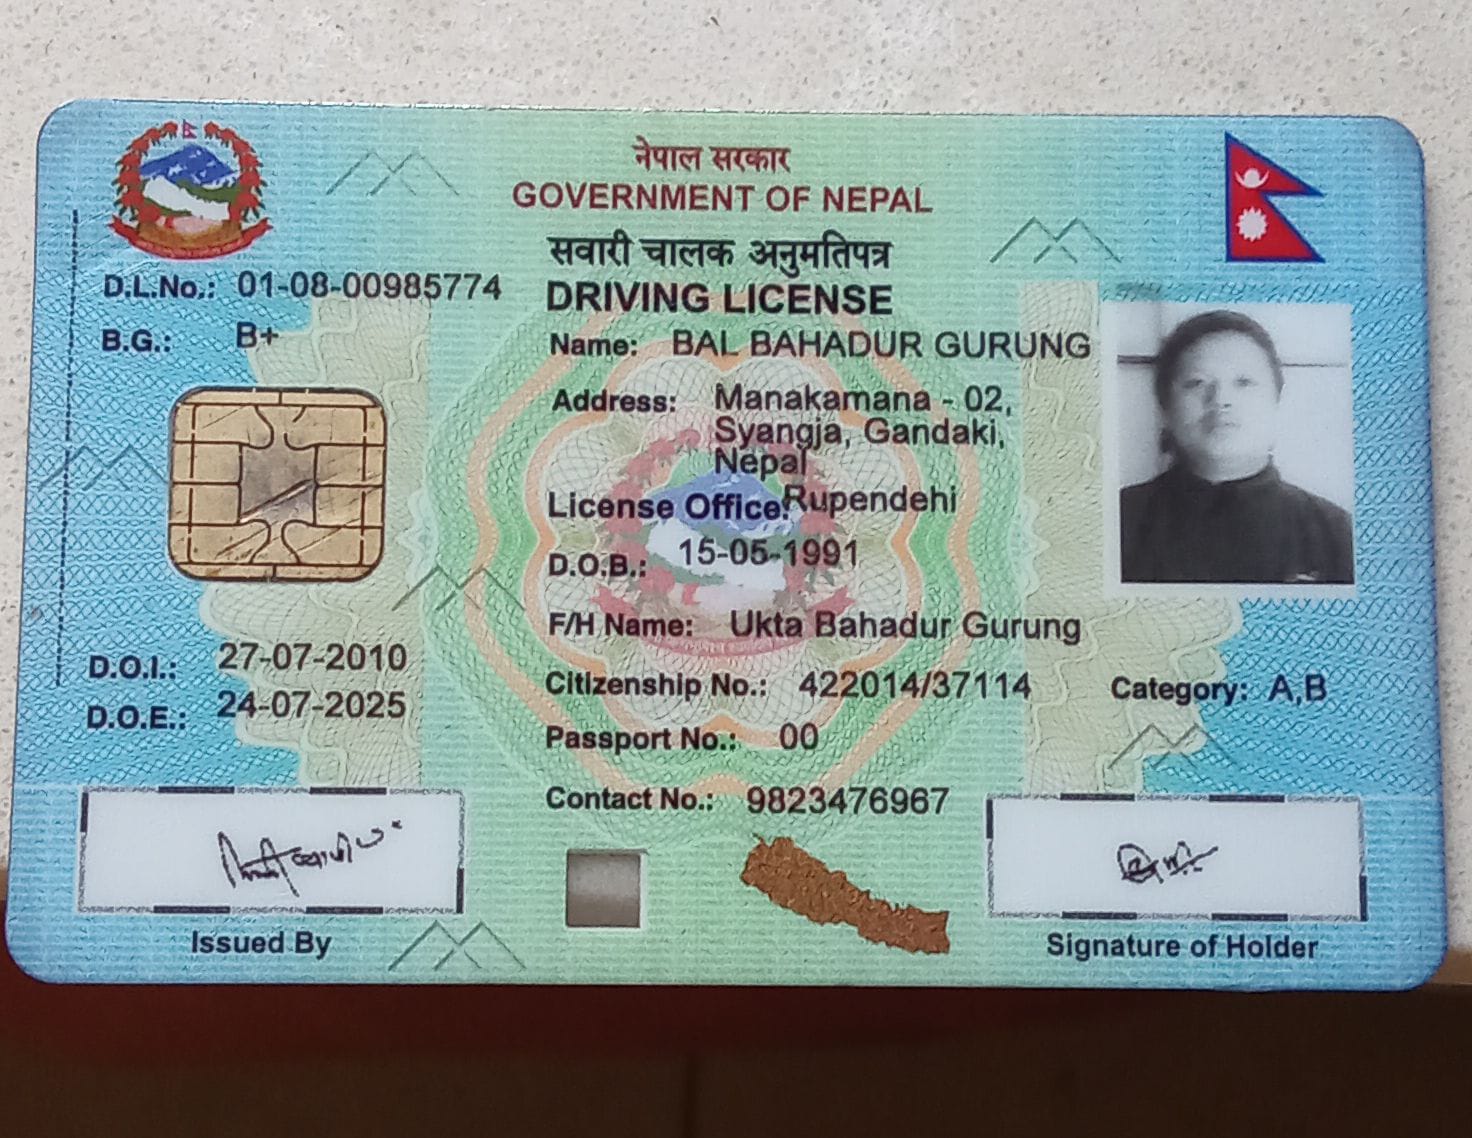 नेपाल सरकार
GOVERNMENT OF NEPAL
सवारी चालक अनुमतिपत्र
DRIVING LICENSE
D.L.No.: 01-08-00985774
B.G.: B+
Name: BAL BAHADUR GURUNG
Address: Manakamana - 02,
Syangja, Gandaki,
Nepal
License Office: Rupendehi
D.O.B.: 15-05-1991
F/H Name: Ukta Bahadur Gurung
D.O.I.: 27-07-2010
D.O.E.: 24-07-2025
Citizenship No.: 422014/37114
Category: A,B
Passport No.: 00
Contact No.: 9823476967
Issued By
Signature of Holder